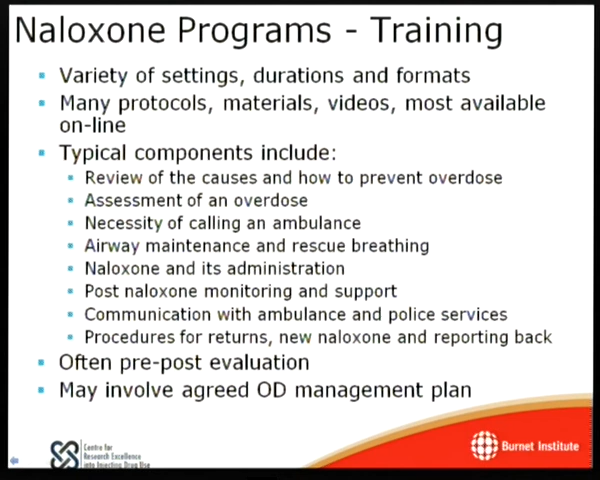 Naloxone Programs - Training
Variety of settings, durations and formats
Many protocols, materials, videos, most available
on-line
Typical components include:
Review of the causes and how to prevent overdose
Assessment of an overdose
Necessity of calling an ambulance
Airway maintenance and rescue breathing
Naloxone and its administration
Post naloxone monitoring and support
Communication with ambulance and police services
Procedures for returns, new naloxone and reporting back
Often pre-post evaluation
May involve agreed OD management plan
Centre for
Research Excellence
into Injecting Drug Use
Burnet Institute